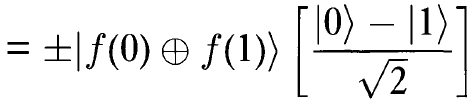 = ±|f(0) ⊕ f(1)⟩ [ (|0⟩ − |1⟩) / √2 ]